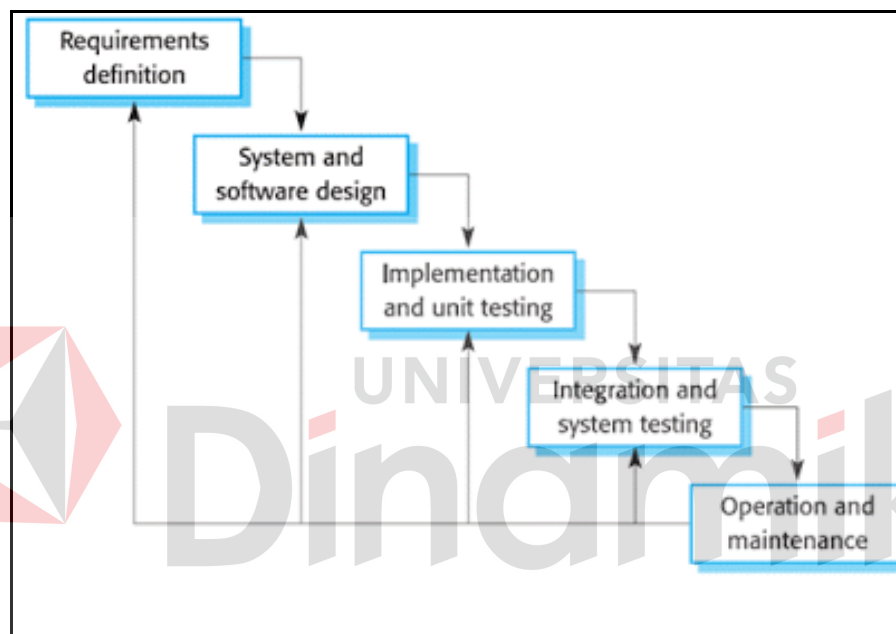 Requirements
definition
System and
software design
Implementation
and unit testing
UNIVERSITAS
Integration and
system testing
Dinamik
Operation and
maintenance